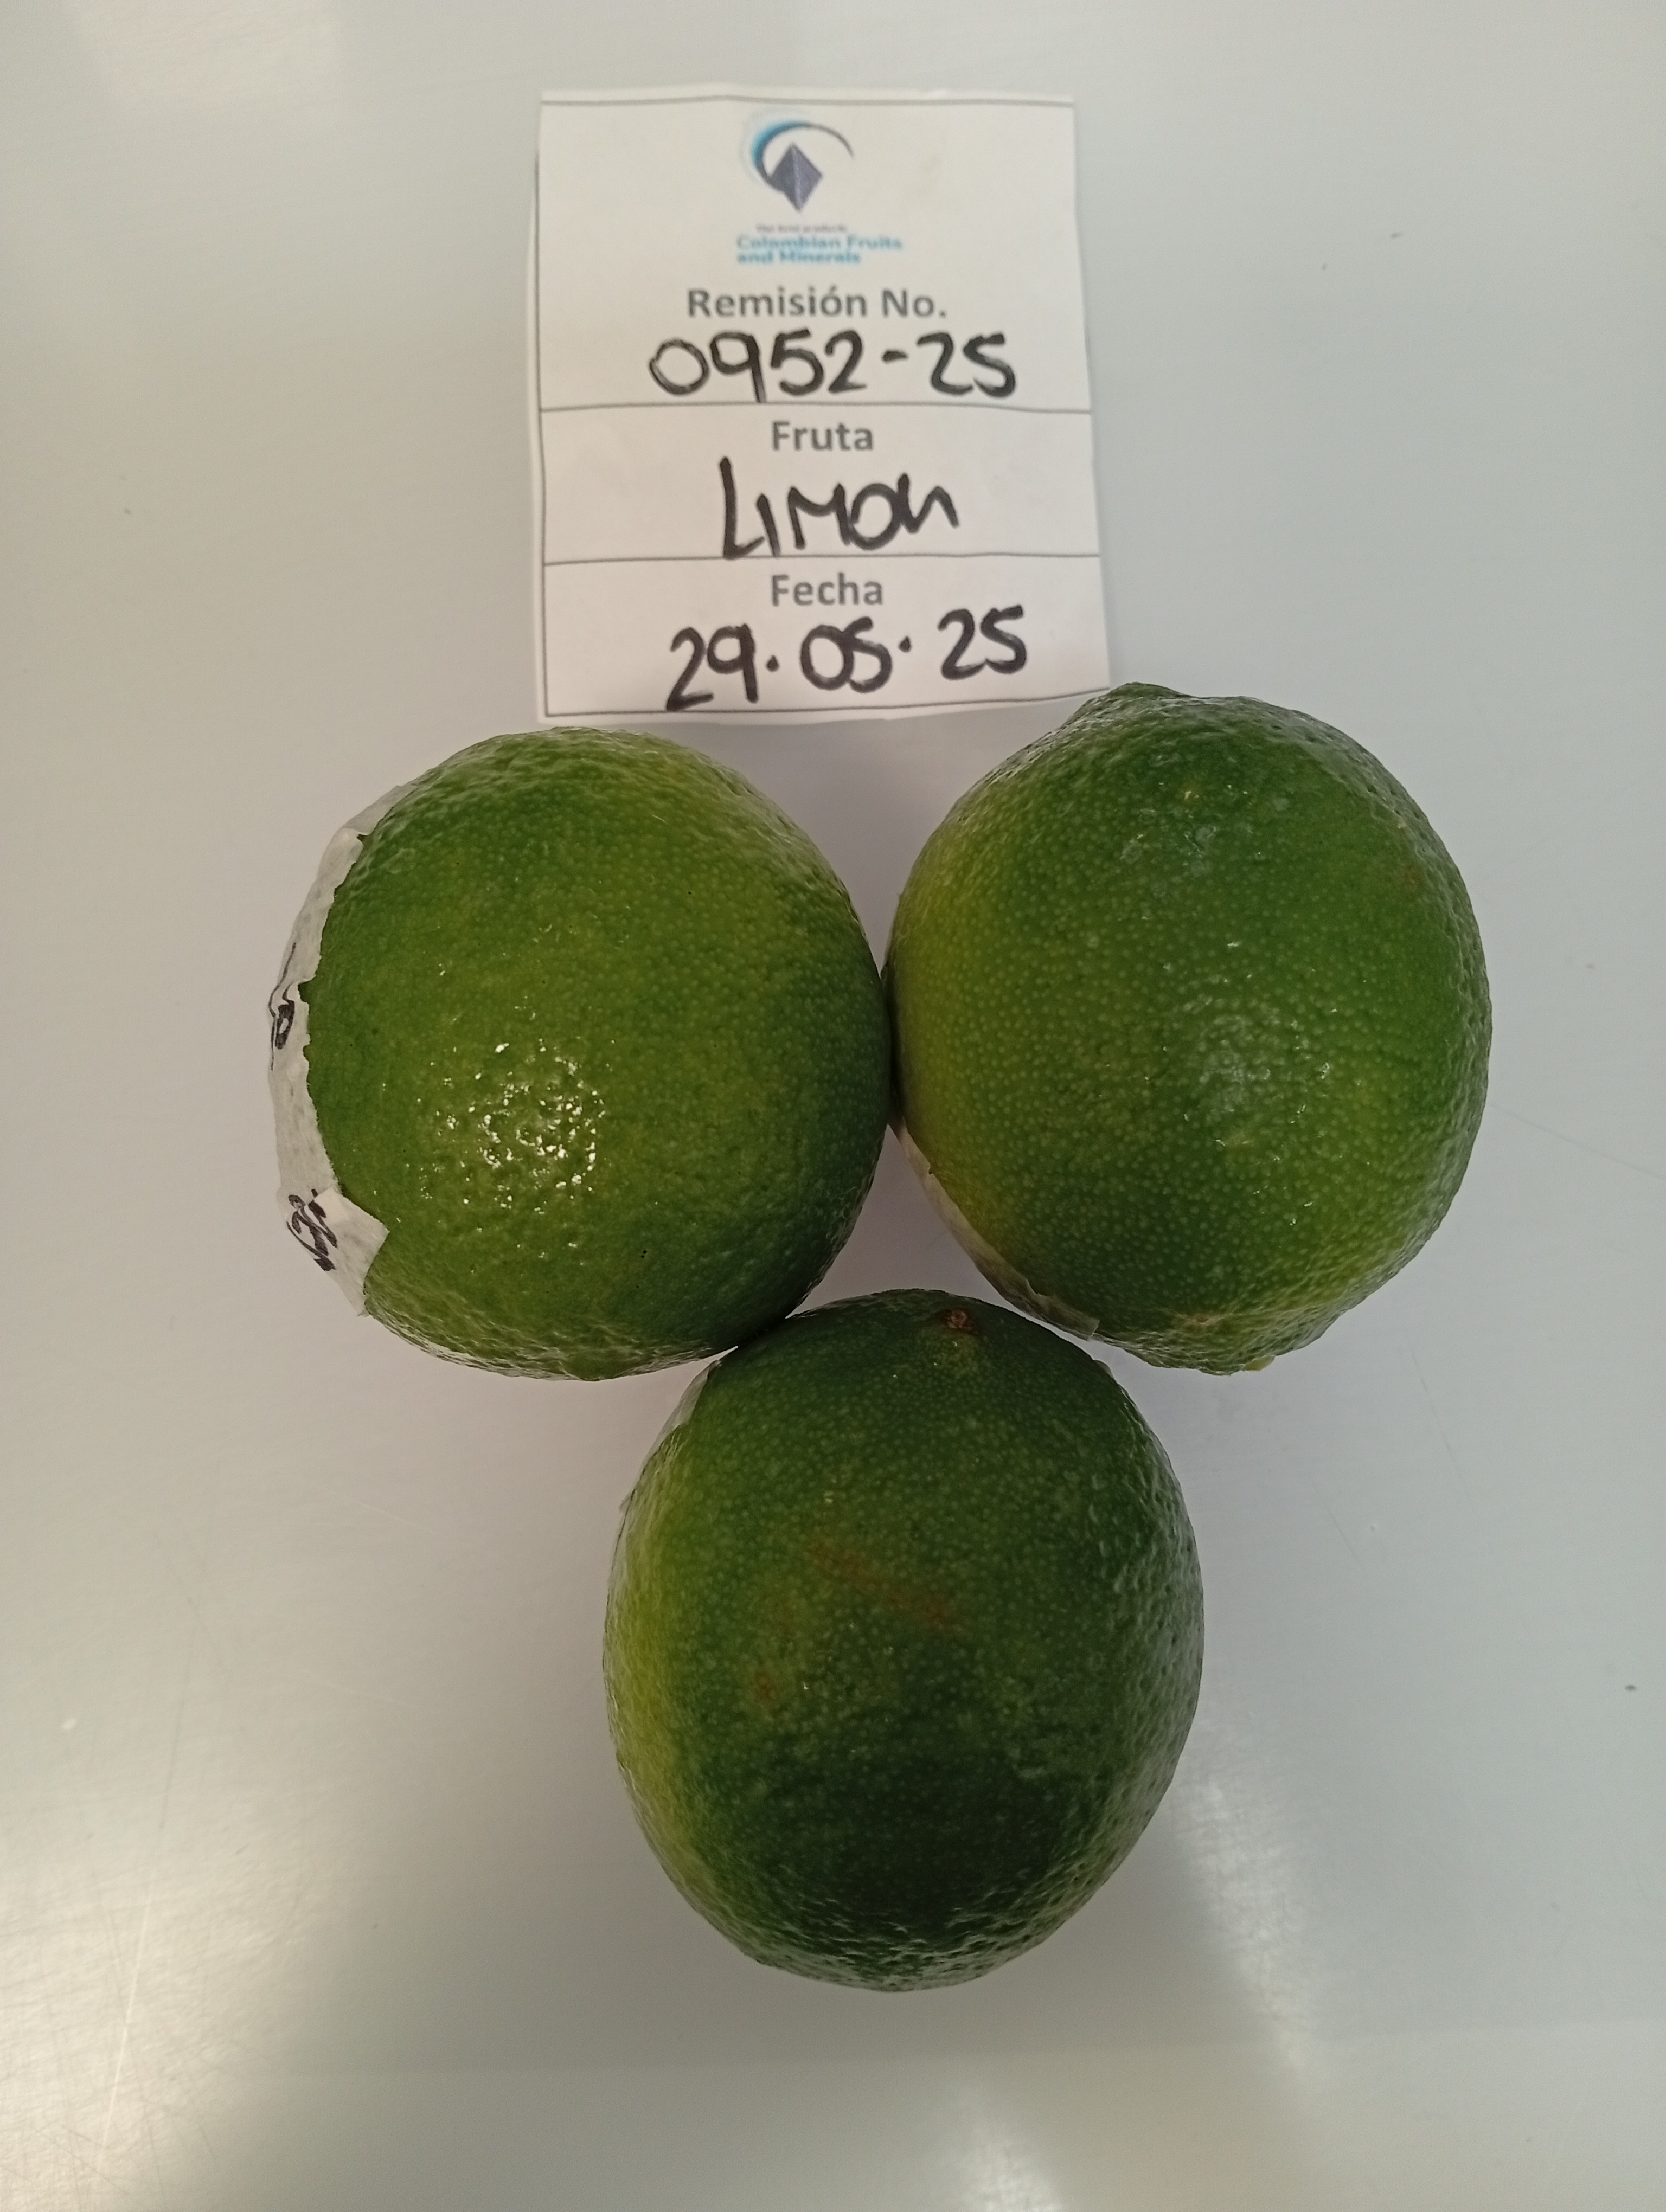 Colombian Fruits
and Minerals
Remisión No.
0952-25
Fruta
LIMON
Fecha
29.05.25